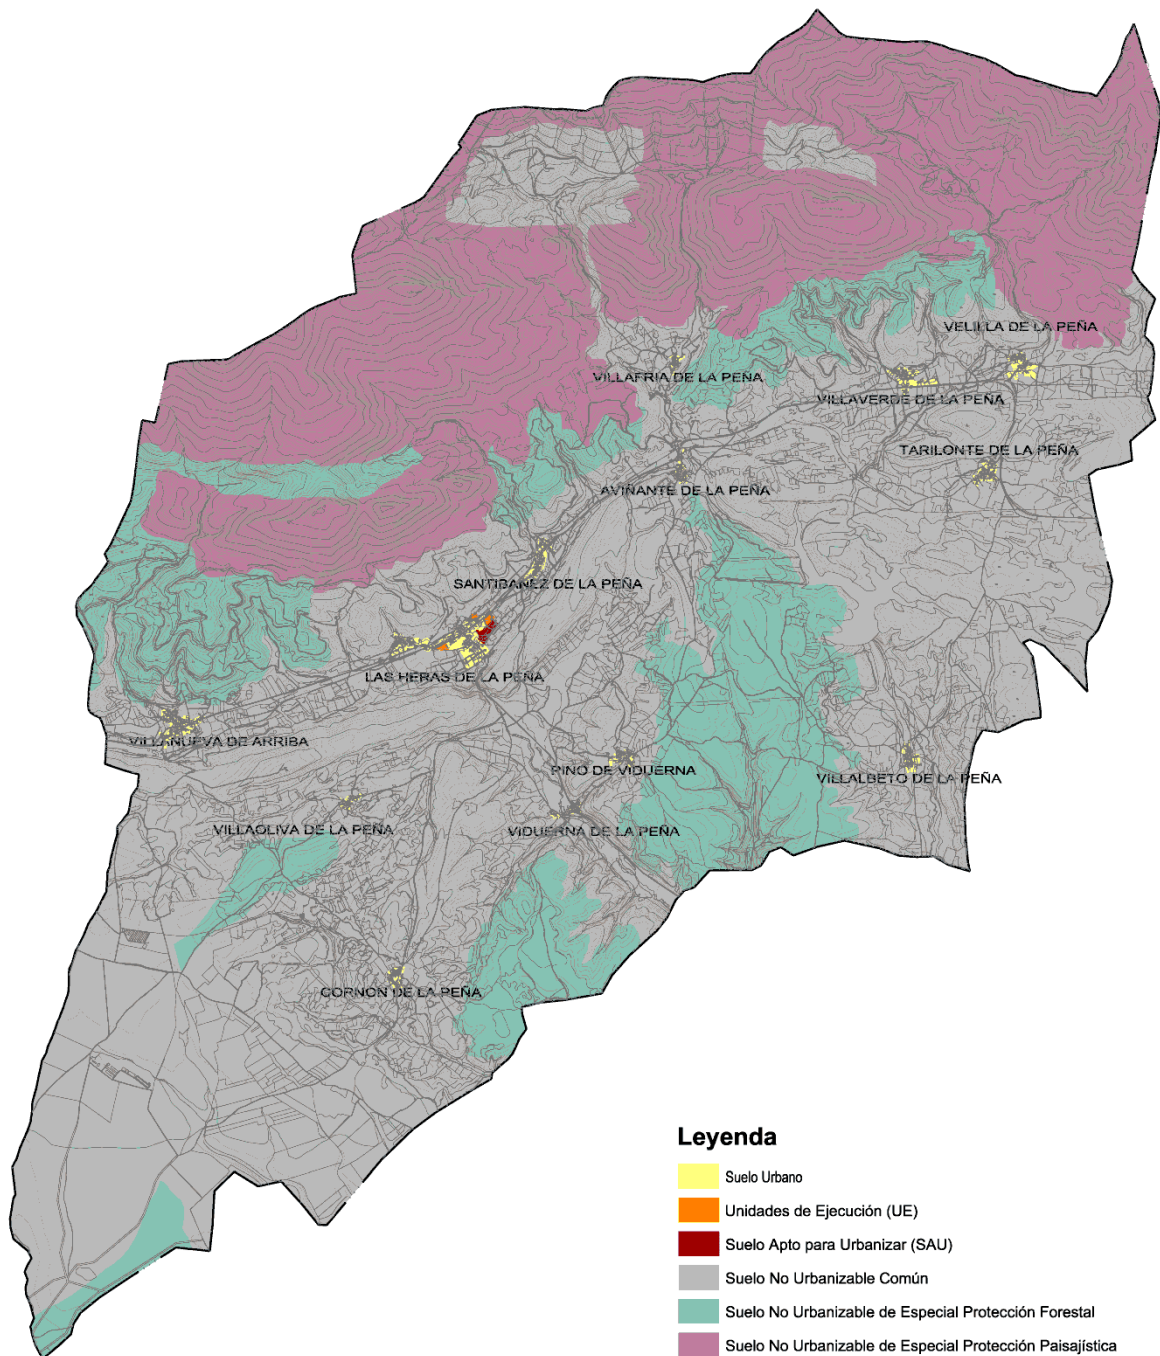 VELILLA DE LA PEÑA
VILLAFRIA DE LA PEÑA
VILLAVERDE DE LA PEÑA
TARILONTE DE LA PEÑA
AVIÑANTE DE LA PEÑA
SANTIBAÑEZ DE LA PEÑA
LAS HERAS DE LA PEÑA
VILLANUEVA DE ARRIBA
PINO DE VIDUERNA
VILLALBETO DE LA PEÑA
VILLAOLIVA DE LA PEÑA
VIDUERNA DE LA PEÑA
CORNON DE LA PEÑA
Leyenda
Suelo Urbano
Unidades de Ejecución (UE)
Suelo Apto para Urbanizar (SAU)
Suelo No Urbanizable Común
Suelo No Urbanizable de Especial Protección Forestal
Suelo No Urbanizable de Especial Protección Paisajística